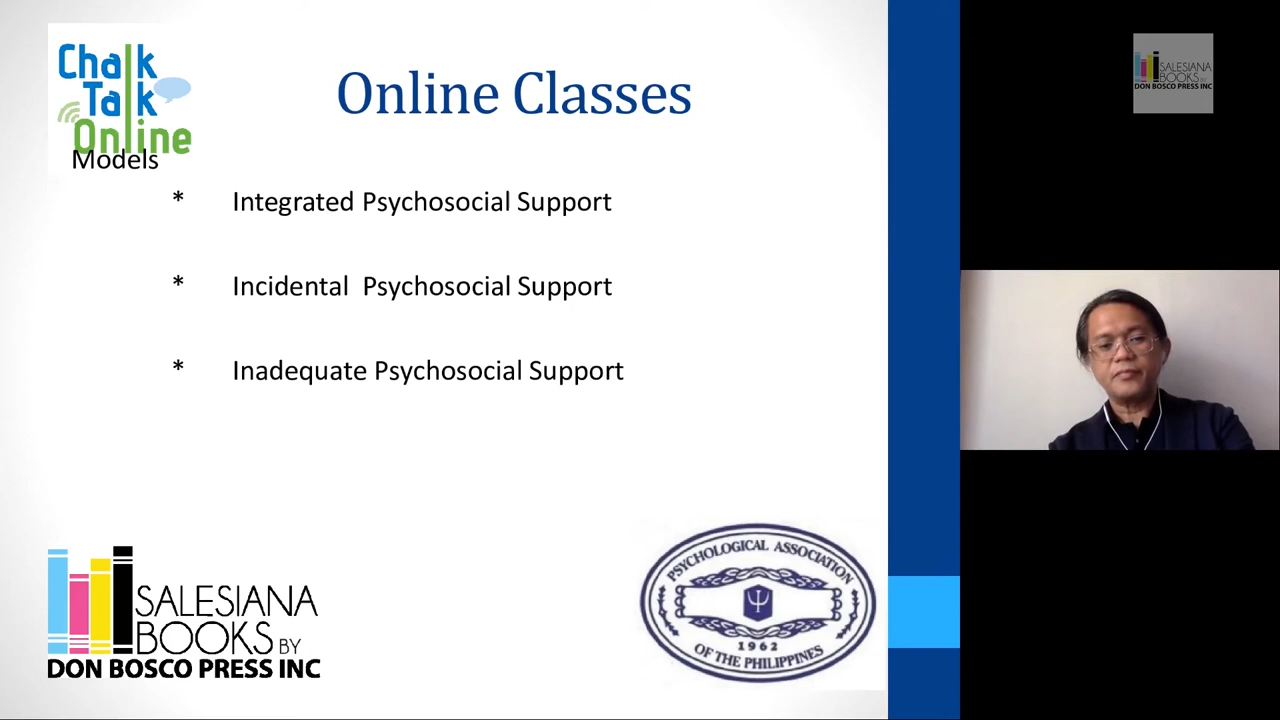 Chalk
Talk
Online
Online Classes
Models
* Integrated Psychosocial Support
* Incidental Psychosocial Support
* Inadequate Psychosocial Support
SALESIANA
BOOKS BY
DON BOSCO PRESS INC
PSYCHOLOGICAL ASSOCIATION
Ψ
1962
OF THE PHILIPPINES
SALESIANA
BOOKS BY
DON BOSCO PRESS INC